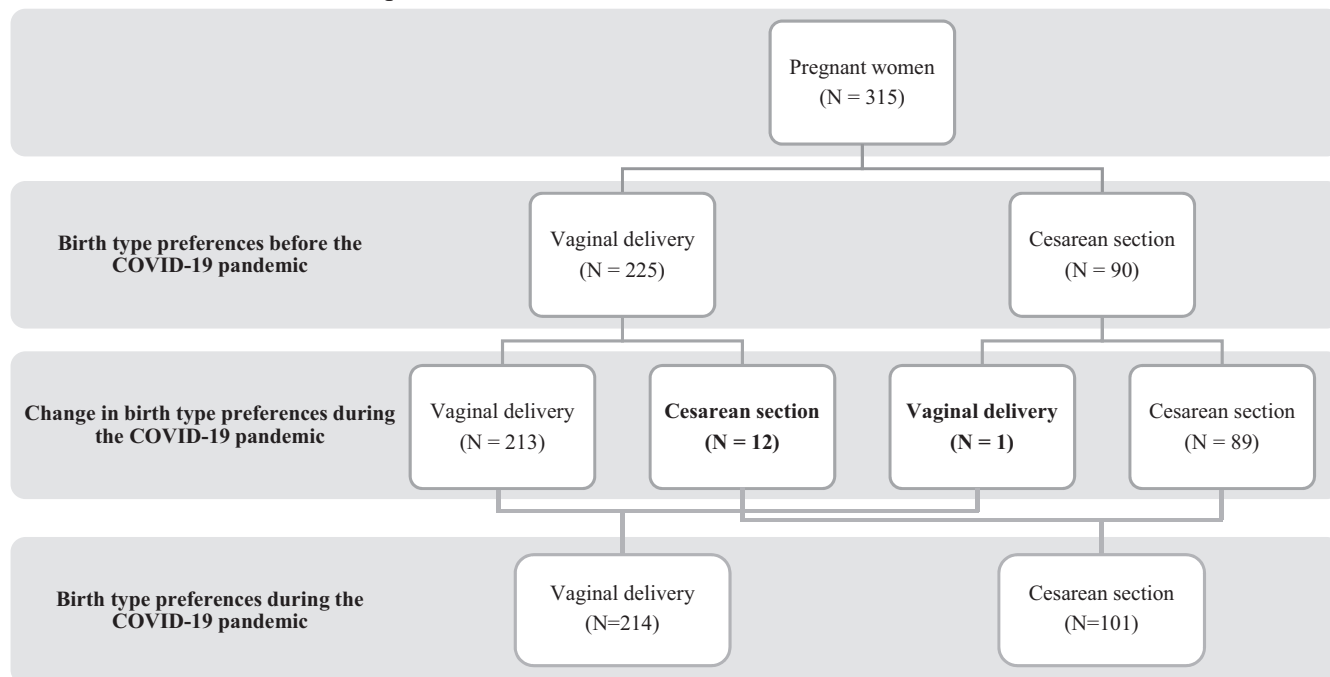 Pregnant women
(N = 315)
Birth type preferences before the
COVID-19 pandemic
Vaginal delivery
(N = 225)
Cesarean section
(N = 90)
Change in birth type preferences during
the COVID-19 pandemic
Vaginal delivery
(N = 213)
Cesarean section
(N = 12)
Vaginal delivery
(N = 1)
Cesarean section
(N = 89)
Birth type preferences during the
COVID-19 pandemic
Vaginal delivery
(N=214)
Cesarean section
(N=101)